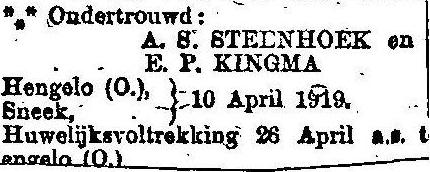 *** Ondertrouwd:
A. S. STEENHOEK en
E. P. KINGMA
Hengelo (O.),
Sneek,
} 10 April 1919.
Huwelijksvoltrekking 26 April a.s. t
engelo (O.)